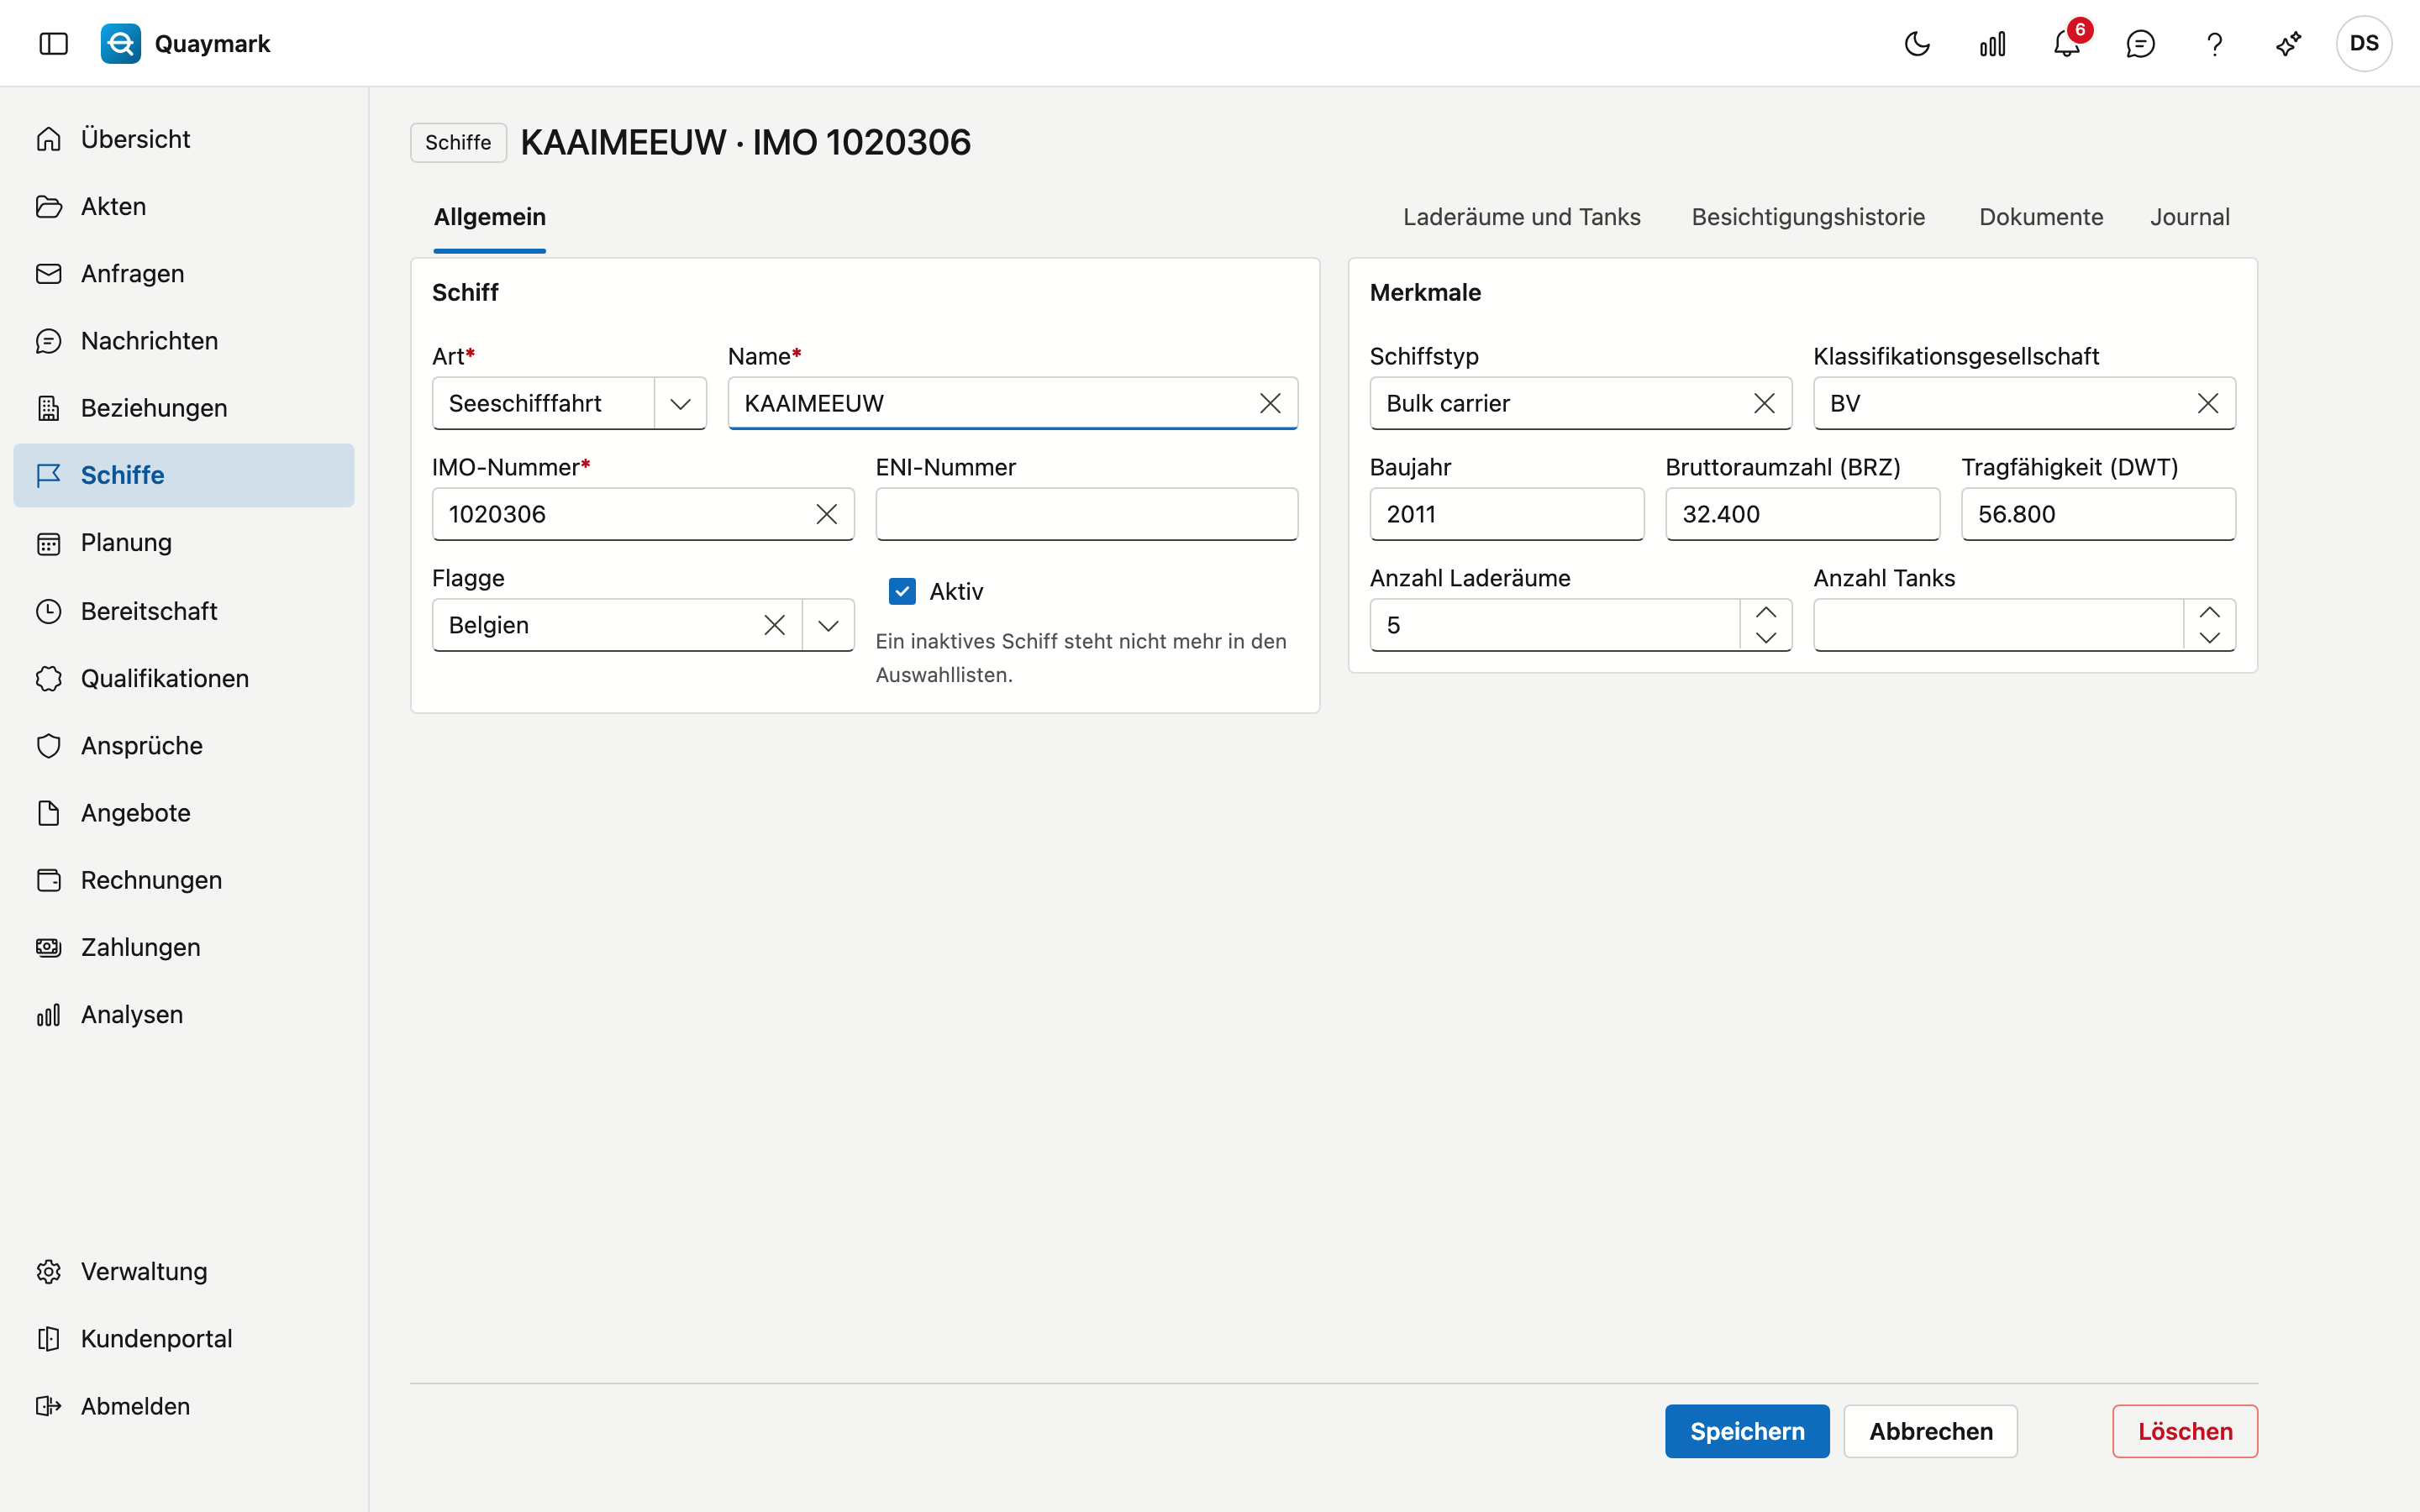 Quaymark
6
DS
Übersicht
Akten
Anfragen
Nachrichten
Beziehungen
Schiffe
Planung
Bereitschaft
Qualifikationen
Ansprüche
Angebote
Rechnungen
Zahlungen
Analysen
Verwaltung
Kundenportal
Abmelden
Schiffe KAAIMEEUW · IMO 1020306
Allgemein Laderäume und Tanks Besichtigungshistorie Dokumente Journal
Schiff
Art* Name*
Seeschifffahrt KAAIMEEUW
IMO-Nummer* ENI-Nummer
1020306
Flagge Aktiv
Belgien
Ein inaktives Schiff steht nicht mehr in den
Auswahllisten.
Merkmale
Schiffstyp Klassifikationsgesellschaft
Bulk carrier BV
Baujahr Bruttoraumzahl (BRZ) Tragfähigkeit (DWT)
2011 32.400 56.800
Anzahl Laderäume Anzahl Tanks
5
Speichern Abbrechen Löschen